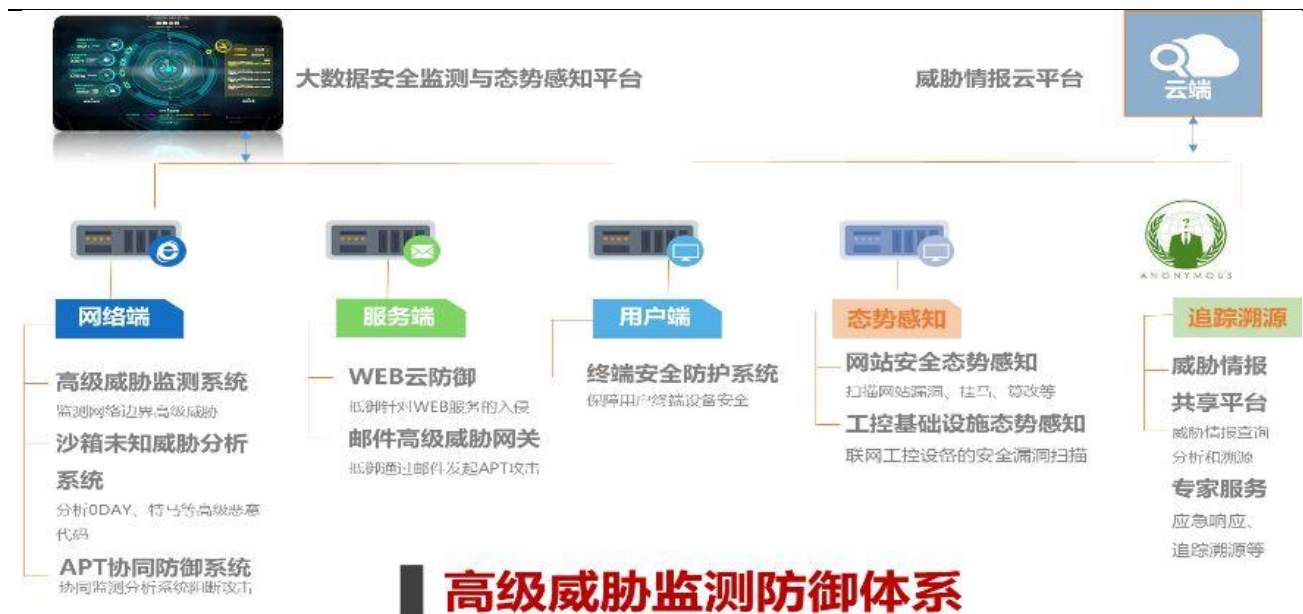 大数据安全监测与态势感知平台
威胁情报云平台
云端
ANONYMOUS
网络端
服务端
用户端
态势感知
追踪溯源
高级威胁监测系统
监测网络边界高级威胁
沙箱未知威胁分析
系统
分析0DAY、特马等高级恶意
代码
APT协同防御系统
协同监测分析系统阻断攻击
WEB云防御
抵御针对WEB服务的入侵
邮件高级威胁网关
抵御通过邮件发起APT攻击
终端安全防护系统
保障用户终端设备安全
网站安全态势感知
扫描网站漏洞、挂马、篡改等
工控基础设施态势感知
联网工控设备的安全漏洞扫描
威胁情报
共享平台
威胁情报查询
分析和溯源
专家服务
应急响应、
追踪溯源等
高级威胁监测防御体系